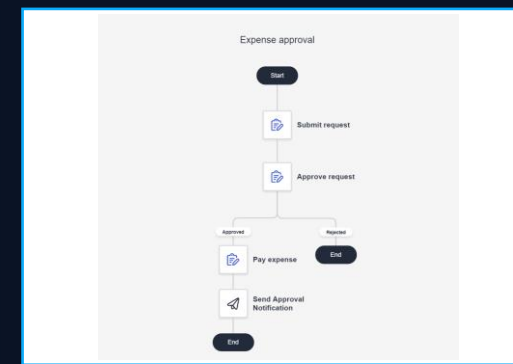 Expense approval
Start
Submit request
Approve request
Approved
Rejected
Pay expense
End
Send Approval
Notification
End